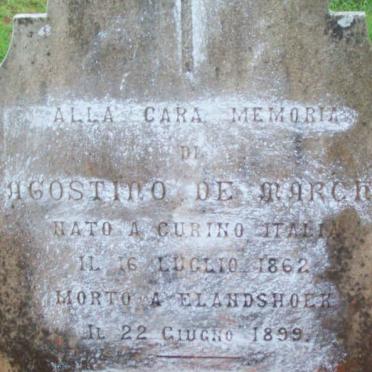 ALLA CARA MEMORIA
DI
AGOSTINO DE MARCH
NATO A CURINO ITALIA
IL 16 LUGLIO 1862
MORTO A ELANDSHOEK
IL 22 GIUGNO 1899.